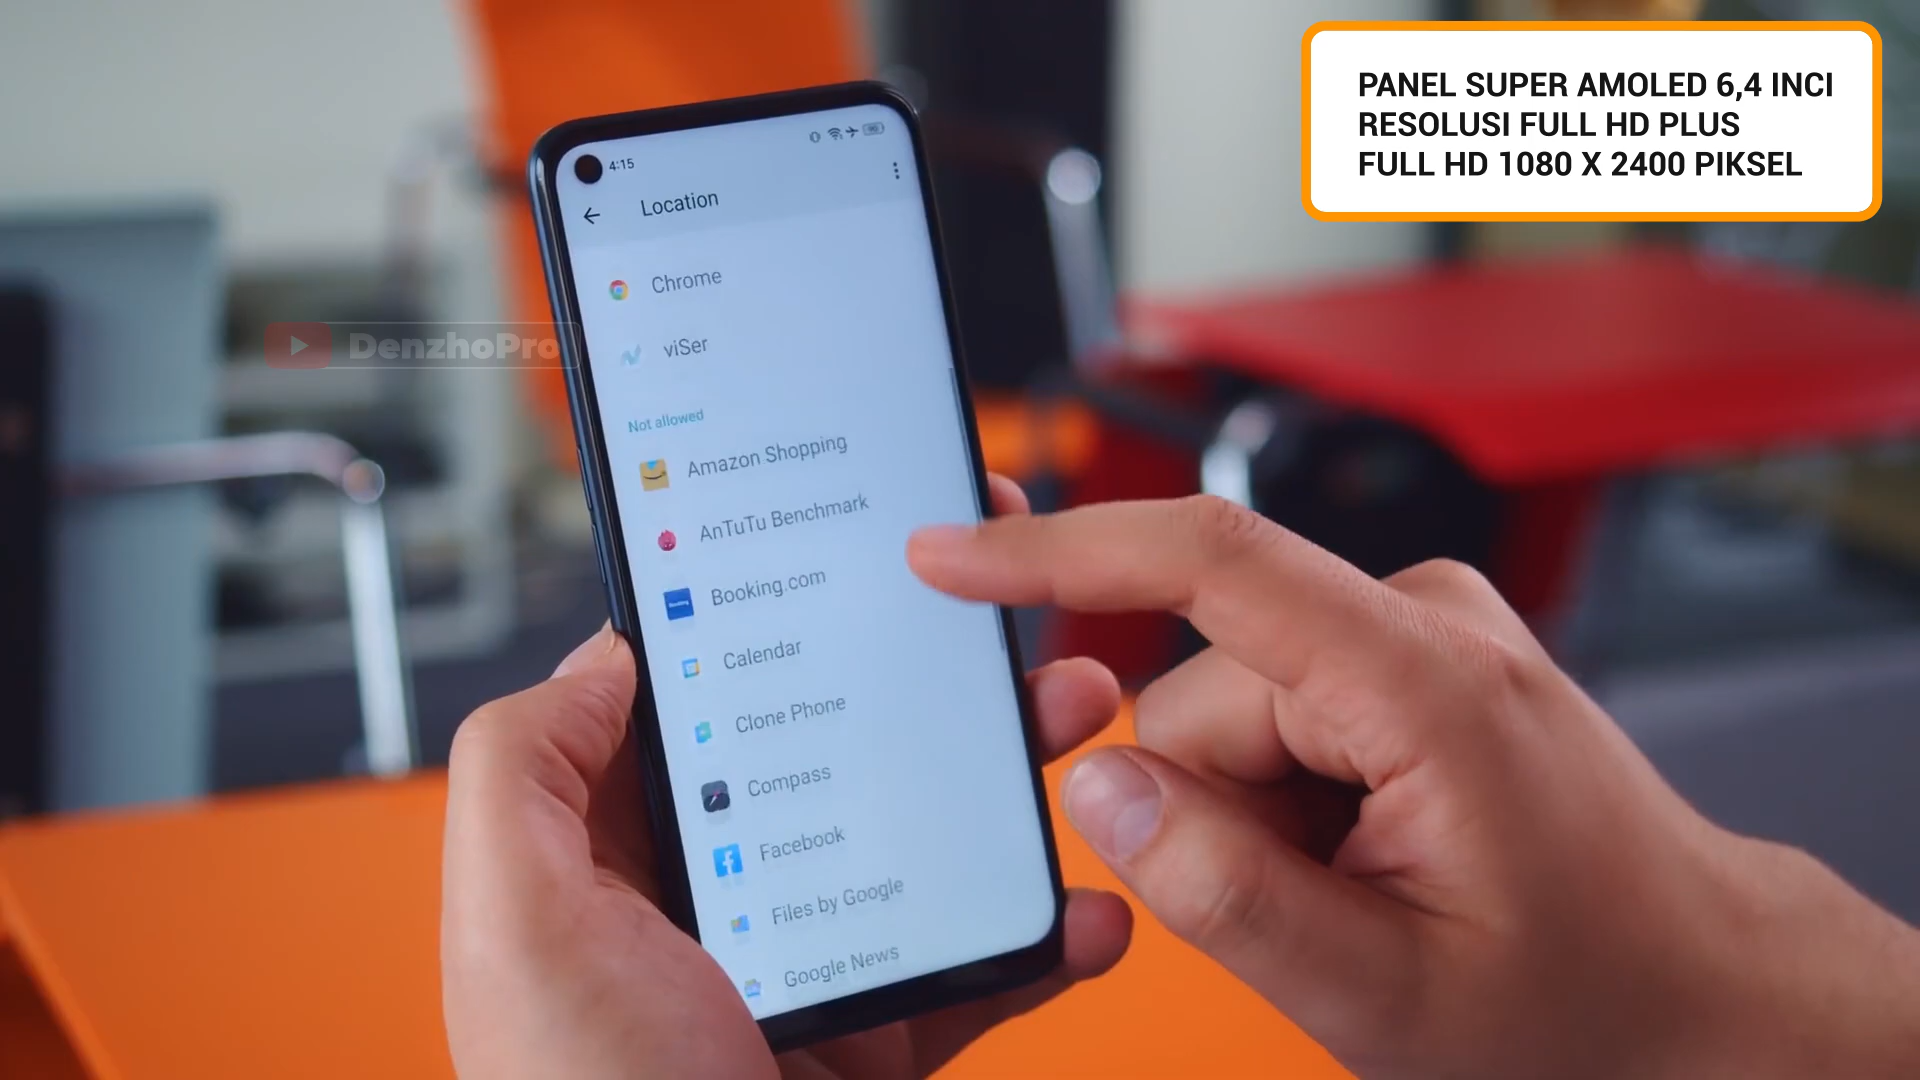 PANEL SUPER AMOLED 6,4 INCI
RESOLUSI FULL HD PLUS
FULL HD 1080 X 2400 PIKSEL
4:15
Location
Chrome
viSer
DenzhoPro
Not allowed
Amazon Shopping
AnTuTu Benchmark
Booking.com
Calendar
Clone Phone
Compass
Facebook
Files by Google
Google News